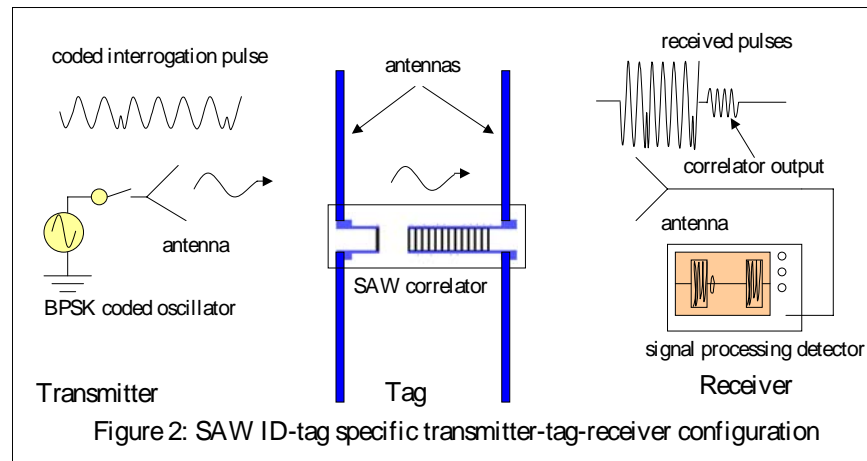 coded interrogation pulse
antenna
BPSK coded oscillator
Transmitter
antennas
SAW correlator
Tag
received pulses
correlator output
antenna
signal processing detector
Receiver
Figure 2: SAW ID-tag specific transmitter-tag-receiver configuration